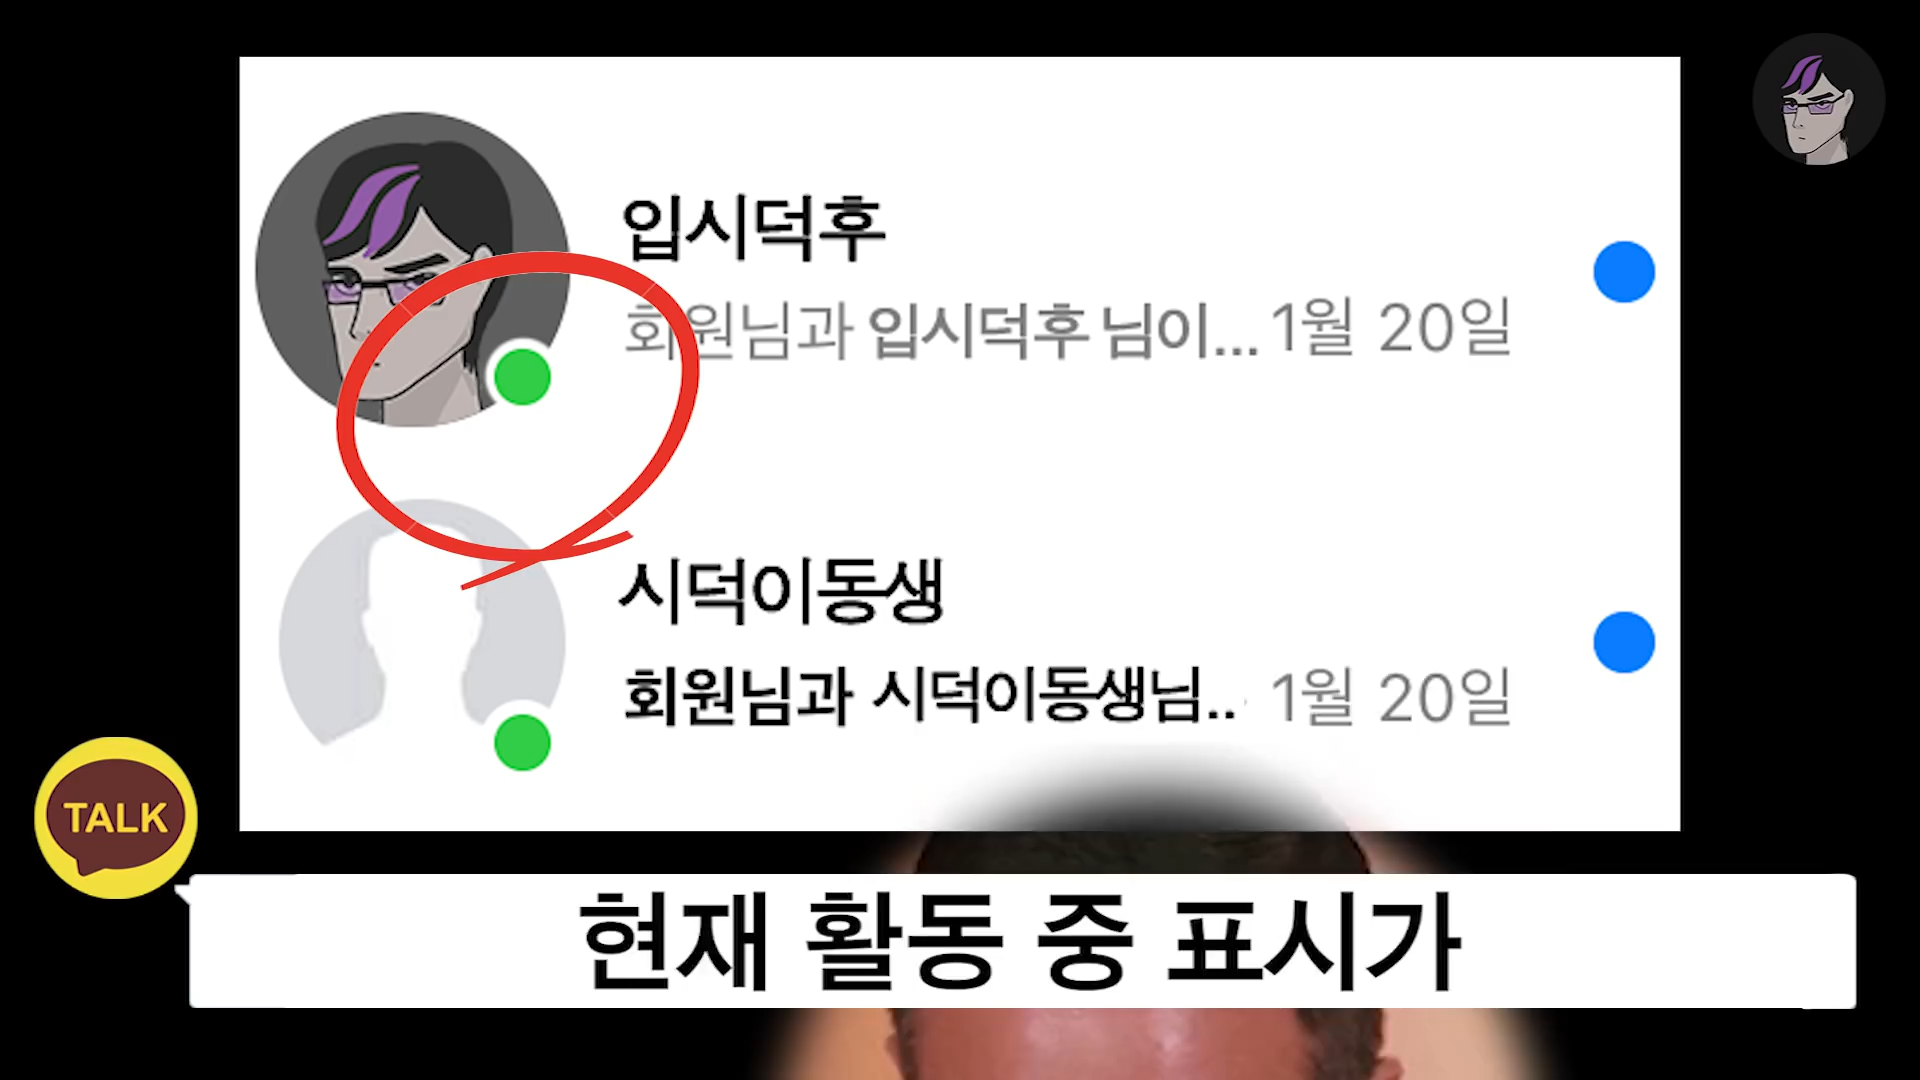 입시덕후
회원님과 입시덕후 님이... 1월 20일
시덕이동생
회원님과 시덕이동생님.. 1월 20일
TALK
현재 활동 중 표시가